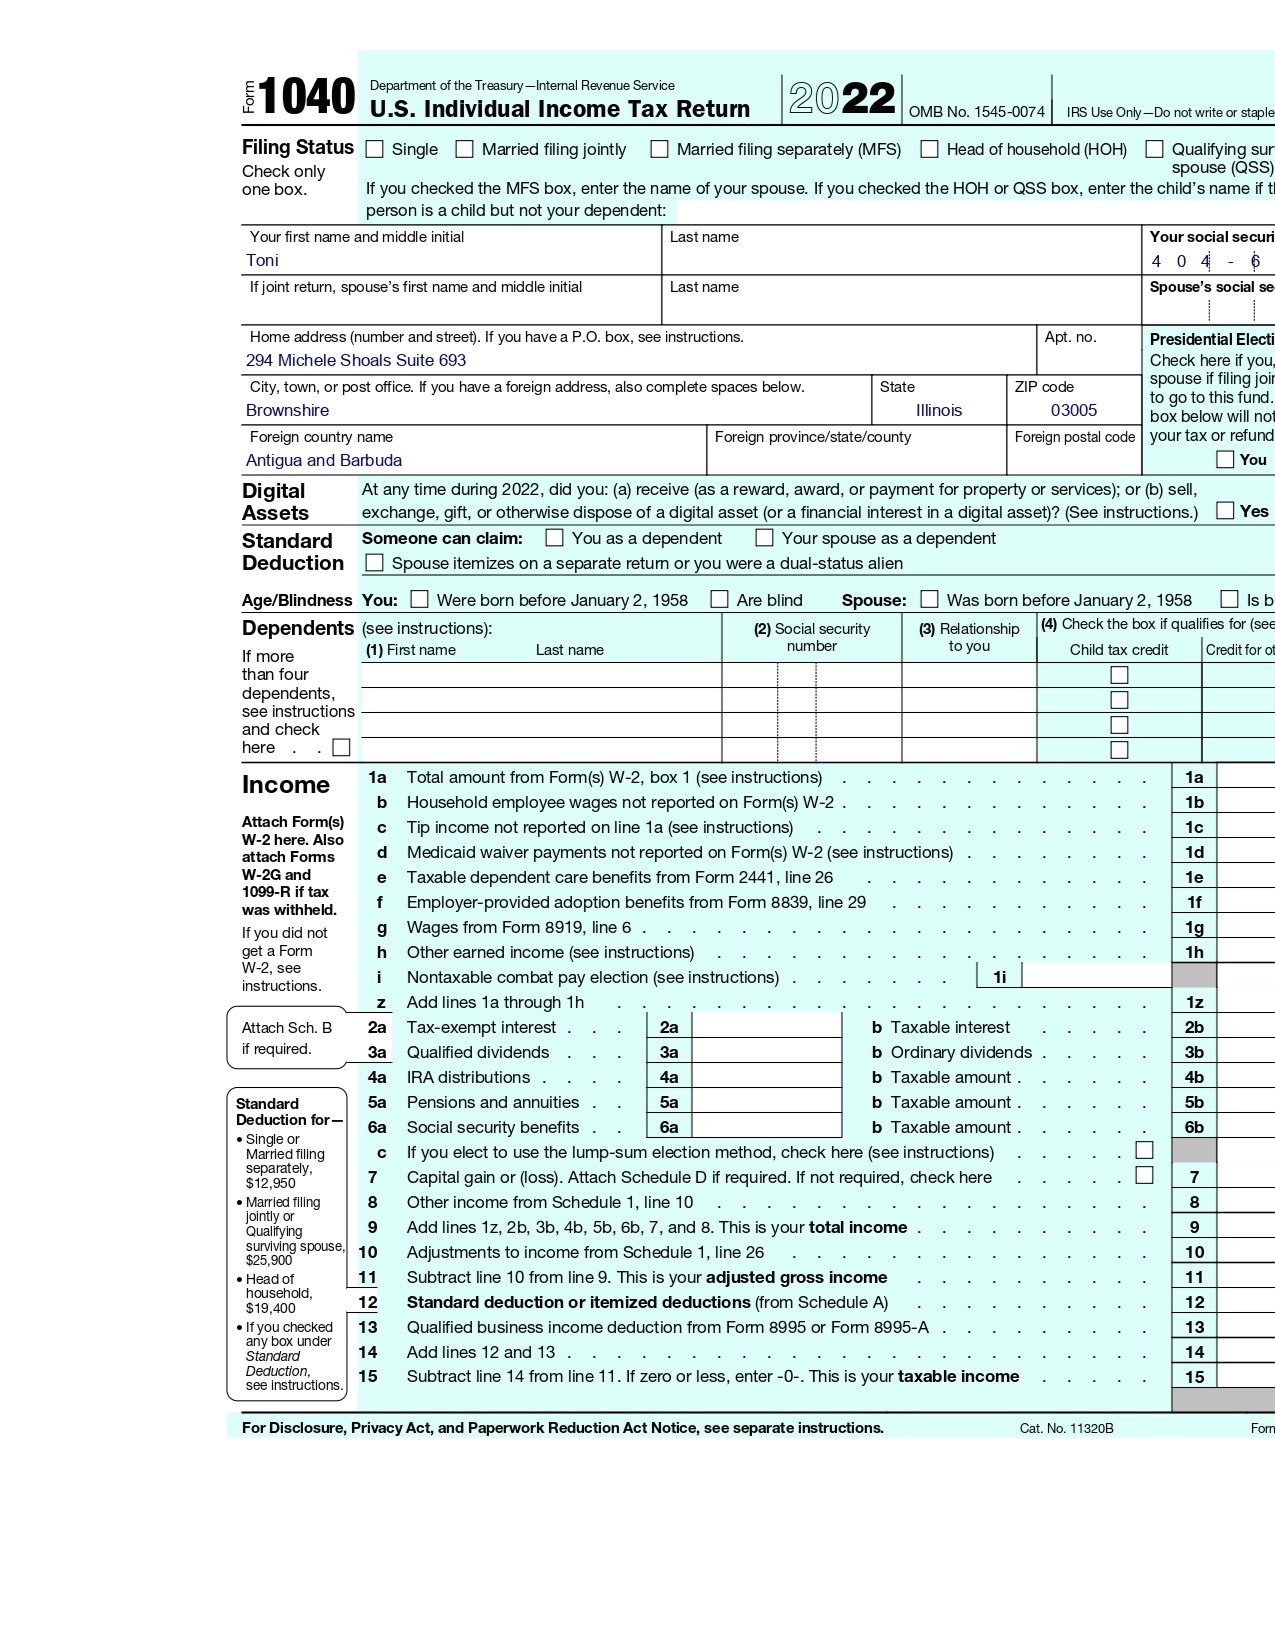 Form 1040 Department of the Treasury—Internal Revenue Service
U.S. Individual Income Tax Return 2022 OMB No. 1545-0074 IRS Use Only—Do not write or staple
Filing Status Single Married filing jointly Married filing separately (MFS) Head of household (HOH) Qualifying sur
Check only spouse (QSS)
one box. If you checked the MFS box, enter the name of your spouse. If you checked the HOH or QSS box, enter the child's name if t
person is a child but not your dependent:
Your first name and middle initial Last name Your social securi
Toni 4 0 4 - 6
If joint return, spouse's first name and middle initial Last name Spouse's social se
Home address (number and street). If you have a P.O. box, see instructions. Apt. no. Presidential Electi
294 Michele Shoals Suite 693 Check here if you,
spouse if filing joi
City, town, or post office. If you have a foreign address, also complete spaces below. State ZIP code to go to this fund.
Brownshire Illinois 03005 box below will not
Foreign country name Foreign province/state/county Foreign postal code your tax or refund
Antigua and Barbuda You
Digital At any time during 2022, did you: (a) receive (as a reward, award, or payment for property or services); or (b) sell,
Assets exchange, gift, or otherwise dispose of a digital asset (or a financial interest in a digital asset)? (See instructions.) Yes
Standard Someone can claim: You as a dependent Your spouse as a dependent
Deduction Spouse itemizes on a separate return or you were a dual-status alien
Age/Blindness You: Were born before January 2, 1958 Are blind Spouse: Was born before January 2, 1958 Is b
Dependents (see instructions): (2) Social security number (3) Relationship to you (4) Check the box if qualifies for (see
(1) First name Last name Child tax credit Credit for ot
If more
than four
dependents,
see instructions
and check
here . .
Income 1a Total amount from Form(s) W-2, box 1 (see instructions) . . . . . . . . . . . . . 1a
b Household employee wages not reported on Form(s) W-2 . . . . . . . . . . . . . 1b
Attach Form(s) c Tip income not reported on line 1a (see instructions) . . . . . . . . . . . . . . 1c
W-2 here. Also d Medicaid waiver payments not reported on Form(s) W-2 (see instructions) . . . . . . . . 1d
attach Forms
W-2G and e Taxable dependent care benefits from Form 2441, line 26 . . . . . . . . . . . . 1e
1099-R if tax f Employer-provided adoption benefits from Form 8839, line 29 . . . . . . . . . . . 1f
was withheld.
If you did not g Wages from Form 8919, line 6 . . . . . . . . . . . . . . . . . . . . . 1g
get a Form h Other earned income (see instructions) . . . . . . . . . . . . . . . . . . 1h
W-2, see i Nontaxable combat pay election (see instructions) . . . . . . . 1i
instructions. z Add lines 1a through 1h . . . . . . . . . . . . . . . . . . . . . . 1z
Attach Sch. B 2a Tax-exempt interest . . . 2a b Taxable interest . . . . . 2b
if required. 3a Qualified dividends . . . 3a b Ordinary dividends . . . . . 3b
4a IRA distributions . . . . 4a b Taxable amount . . . . . . 4b
Standard 5a Pensions and annuities . . 5a b Taxable amount . . . . . . 5b
Deduction for—
• Single or 6a Social security benefits . . 6a b Taxable amount . . . . . . 6b
Married filing c If you elect to use the lump-sum election method, check here (see instructions) . . . . .
separately,
$12,950 7 Capital gain or (loss). Attach Schedule D if required. If not required, check here . . . . . 7
• Married filing 8 Other income from Schedule 1, line 10 . . . . . . . . . . . . . . . . . . 8
jointly or
Qualifying 9 Add lines 1z, 2b, 3b, 4b, 5b, 6b, 7, and 8. This is your total income . . . . . . . . . . 9
surviving spouse,
$25,900 10 Adjustments to income from Schedule 1, line 26 . . . . . . . . . . . . . . . 10
• Head of 11 Subtract line 10 from line 9. This is your adjusted gross income . . . . . . . . . . 11
household,
$19,400 12 Standard deduction or itemized deductions (from Schedule A) . . . . . . . . . . 12
• If you checked 13 Qualified business income deduction from Form 8995 or Form 8995-A . . . . . . . . . 13
any box under
Standard 14 Add lines 12 and 13 . . . . . . . . . . . . . . . . . . . . . . . . 14
Deduction, 15 Subtract line 14 from line 11. If zero or less, enter -0-. This is your taxable income . . . . . 15
see instructions.
For Disclosure, Privacy Act, and Paperwork Reduction Act Notice, see separate instructions. Cat. No. 11320B Form